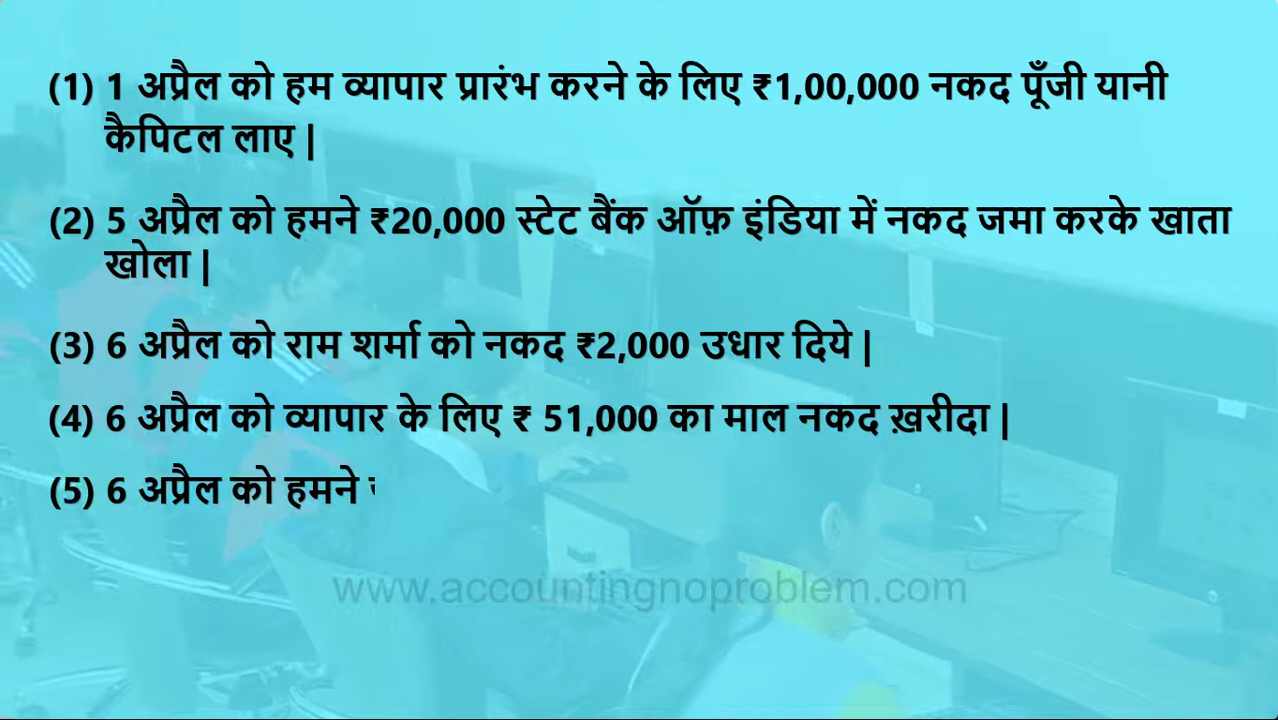 (1) 1 अप्रैल को हम व्यापार प्रारंभ करने के लिए ₹1,00,000 नकद पूँजी यानी
कैपिटल लाए |
(2) 5 अप्रैल को हमने ₹20,000 स्टेट बैंक ऑफ़ इंडिया में नकद जमा करके खाता
खोला |
(3) 6 अप्रैल को राम शर्मा को नकद ₹2,000 उधार दिये |
(4) 6 अप्रैल को व्यापार के लिए ₹ 51,000 का माल नकद ख़रीदा |
(5) 6 अप्रैल को हमने
www.accountingnoproblem.com